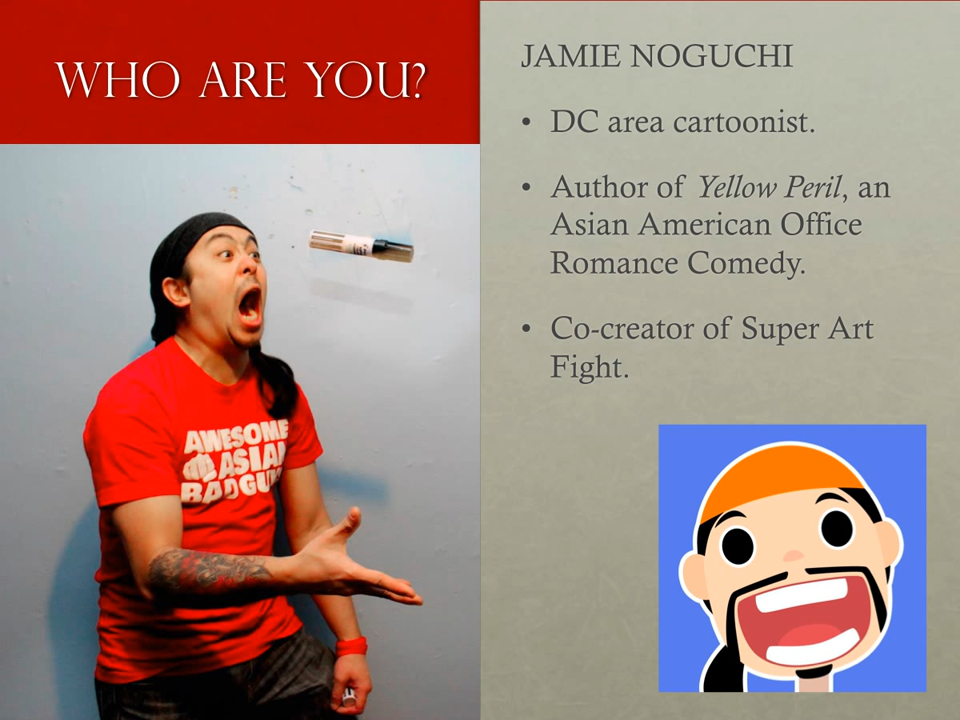 WHO ARE YOU?
JAMIE NOGUCHI
• DC area cartoonist.
• Author of Yellow Peril, an
Asian American Office
Romance Comedy.
• Co-creator of Super Art
Fight.
AWESOME
ASIAN
BADGUYS